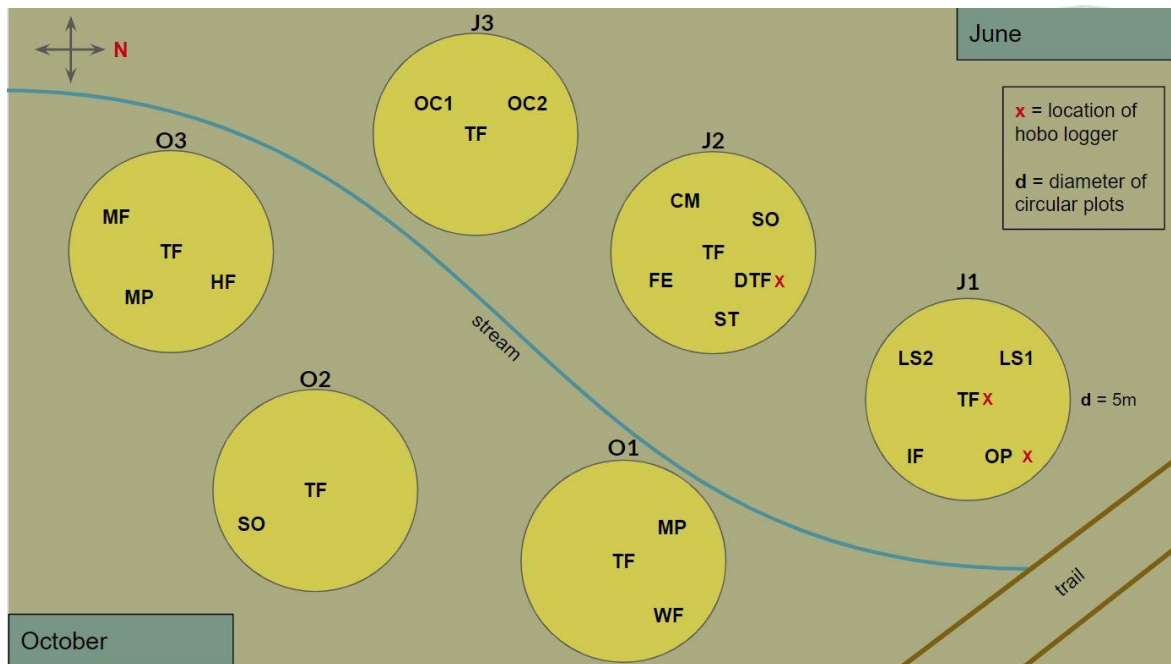 N
June
x = location of
hobo logger
d = diameter of
circular plots
J3
OC1 OC2
TF
O3
MF
TF
HF
MP
J2
CM
SO
TF
FE DTF x
ST
J1
LS2 LS1
TF x
IF OP x
d = 5m
stream
O2
TF
SO
O1
MP
TF
WF
trail
October